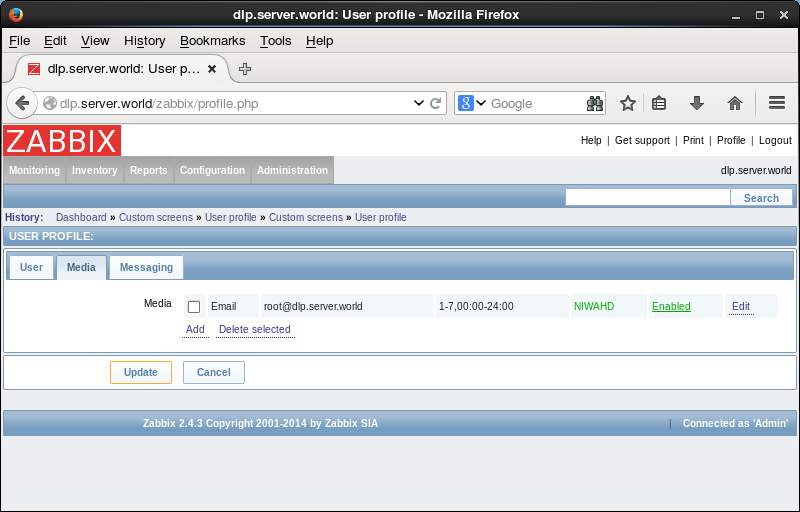 dlp.server.world: User profile - Mozilla Firefox
File Edit View History Bookmarks Tools Help
dlp.server.world: User p...
dlp.server.world/zabbix/profile.php
Google
ZABBIX
Help | Get support | Print | Profile | Logout
Monitoring Inventory Reports Configuration Administration
dlp.server.world
Search
History: Dashboard » Custom screens » User profile » Custom screens » User profile
USER PROFILE:
User Media Messaging
Media Email root@dlp.server.world 1-7,00:00-24:00 NIWAHD Enabled Edit
Add Delete selected
Update Cancel
Zabbix 2.4.3 Copyright 2001-2014 by Zabbix SIA | Connected as 'Admin'